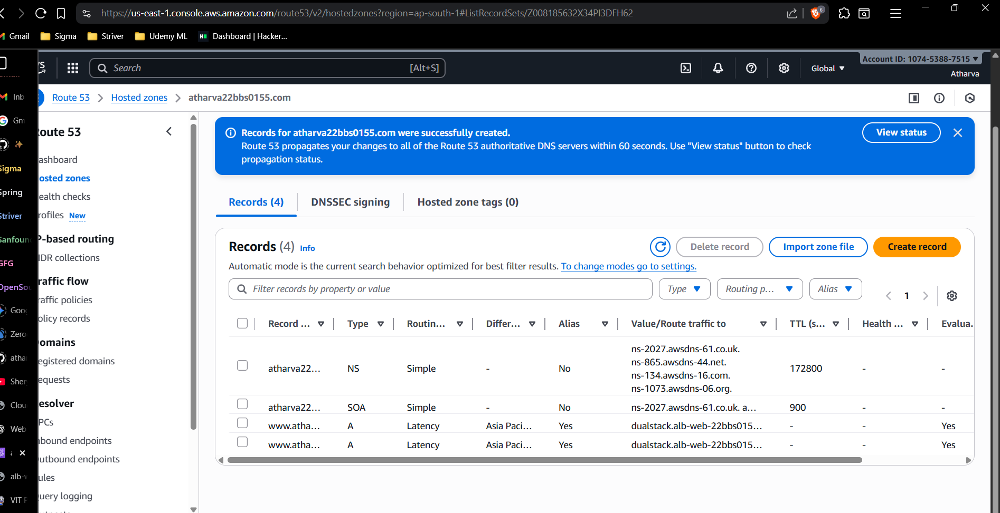 https://us-east-1.console.aws.amazon.com/route53/v2/hostedzones?region=ap-south-1#ListRecordSets/Z008185632X34PI3DFH62
6
Gmail
Sigma
Striver
Udemy ML
Dashboard | Hacker...
Search
[Alt+S]
Global
Account ID: 1074-5388-7515
Atharva
Route 53
Hosted zones
atharva22bbs0155.com
Inb
Gm
Sigma
Spring
Striver
Sanfoun
GFG
OpenSou
Goog
Zero
atha
Sher
Clou
Web
alb-v
VIT
oute 53
ashboard
osted zones
ealth checks
rofiles New
P-based routing
IDR collections
raffic flow
raffic policies
olicy records
omains
egistered domains
equests
esolver
PCs
nbound endpoints
utbound endpoints
ules
uery logging
Records for atharva22bbs0155.com were successfully created.
Route 53 propagates your changes to all of the Route 53 authoritative DNS servers within 60 seconds. Use "View status" button to check
propagation status.
View status
Records (4)
DNSSEC signing
Hosted zone tags (0)
Records (4) Info
Delete record
Import zone file
Create record
Automatic mode is the current search behavior optimized for best filter results. To change modes go to settings.
Filter records by property or value
Type
Routing p...
Alias
1
Record ... Type Routin... Differ... Alias Value/Route traffic to TTL (s... Health ... Evalua.
ns-2027.awsdns-61.co.uk.
ns-865.awsdns-44.net.
atharva22... NS Simple - No 172800 - -
ns-134.awsdns-16.com.
ns-1073.awsdns-06.org.
atharva22... SOA Simple - No ns-2027.awsdns-61.co.uk. a... 900 - -
www.atha... A Latency Asia Paci... Yes dualstack.alb-web-22bbs015... - - Yes
www.atha... A Latency Asia Paci... Yes dualstack.alb-web-22bbs015... - - Yes